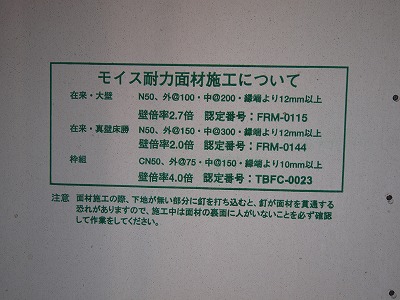 モイス耐力面材施工について
在来・大壁 N50、外@100・中@200・縁端より12mm以上
壁倍率2.7倍 認定番号：FRM-0115
在来・真壁床勝 N50、外@150・中@300・縁端より12mm以上
壁倍率2.0倍 認定番号：FRM-0144
枠組 CN50、外@75・中@150・縁端より10mm以上
壁倍率4.0倍 認定番号：TBFC-0023
注意 面材施工の際、下地が無い部分に釘を打ち込むと、釘が面材を貫通する
恐れがありますので、施工中は面材の裏面に人がいないことを必ず確認
して作業をしてください。